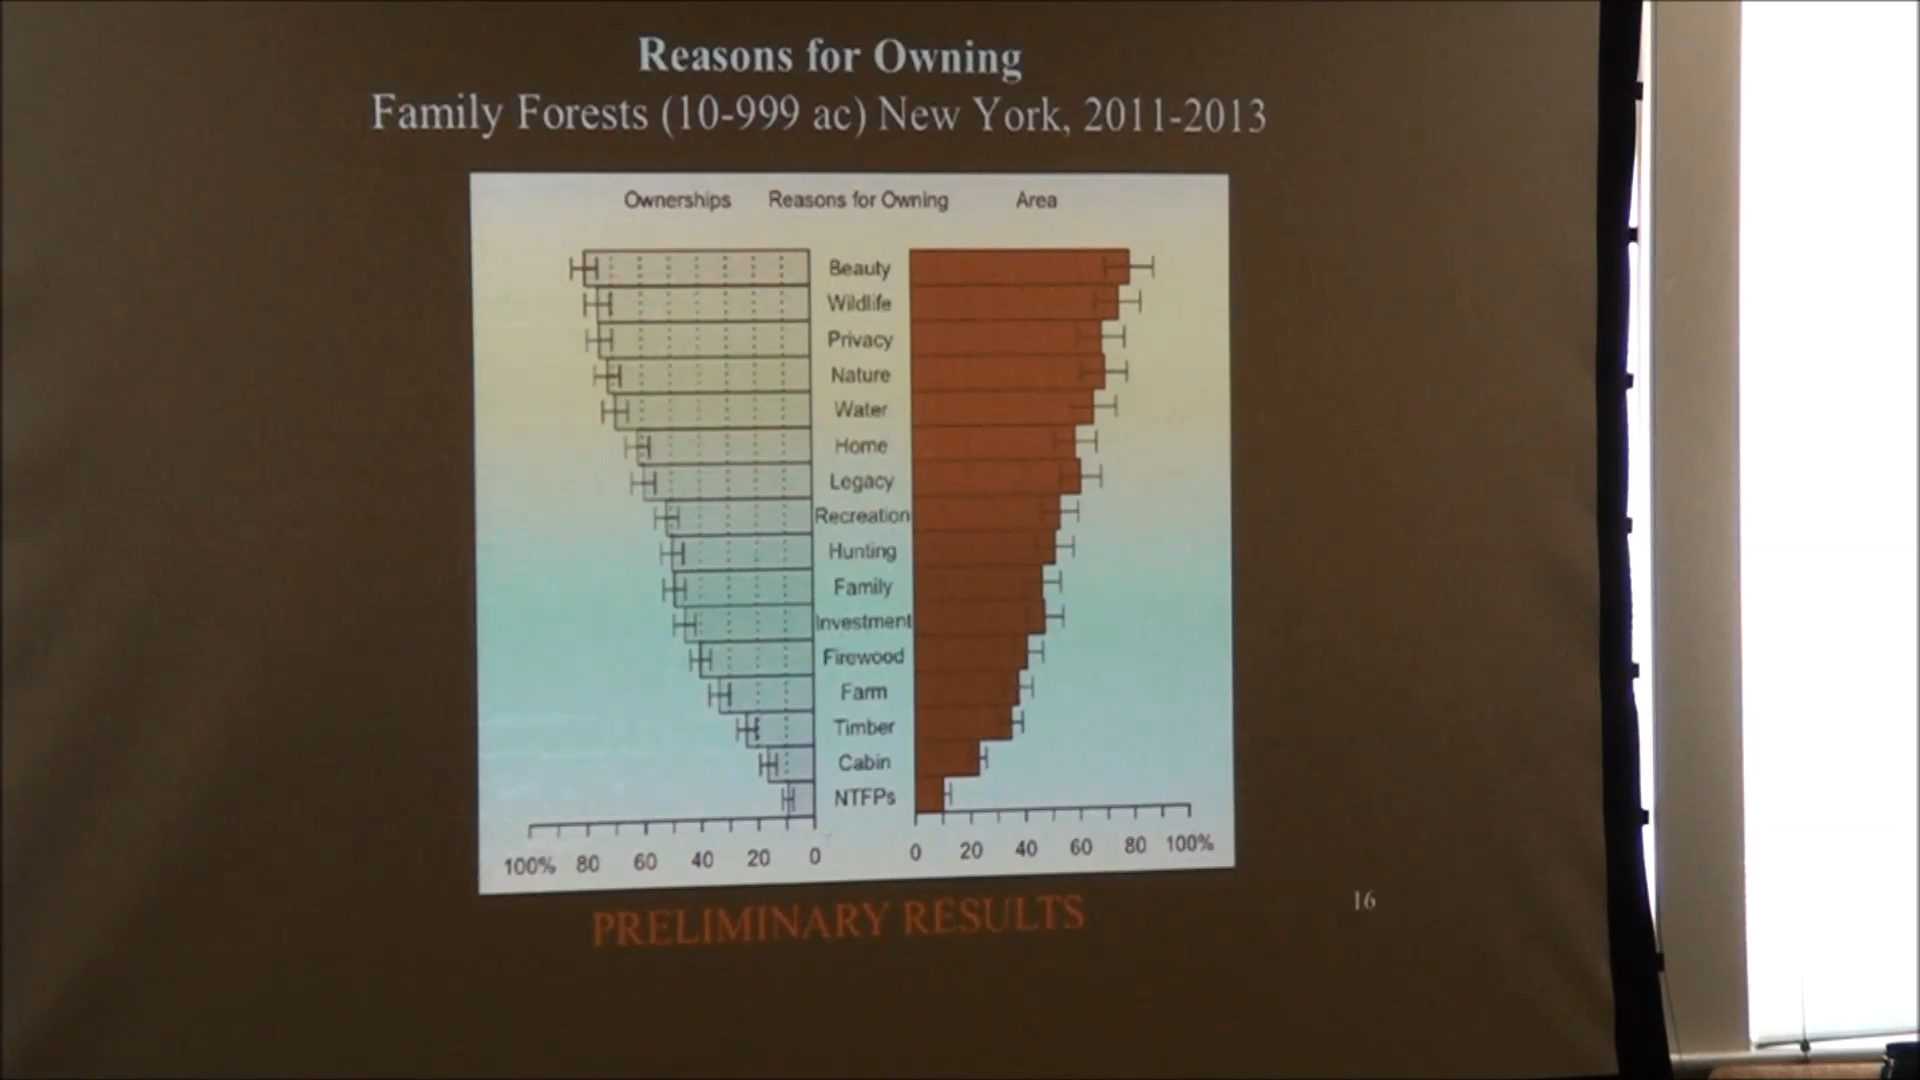 Reasons for Owning
Family Forests (10-999 ac) New York, 2011-2013
Ownerships Reasons for Owning Area
Beauty
Wildlife
Privacy
Nature
Water
Home
Legacy
Recreation
Hunting
Family
Investment
Firewood
Farm
Timber
Cabin
NTFPs
100% 80 60 40 20 0 0 20 40 60 80 100%
PRELIMINARY RESULTS
16